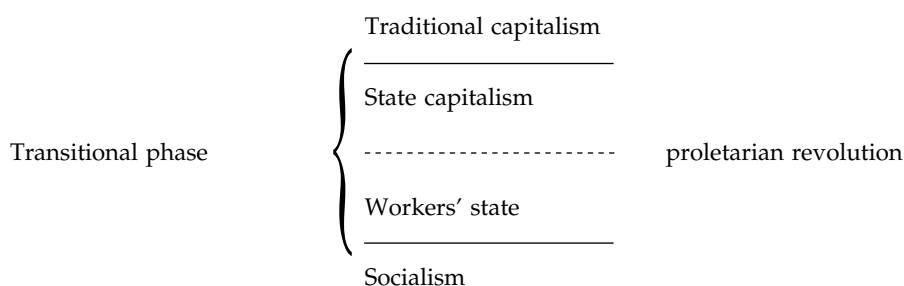 Traditional capitalism
State capitalism
Transitional phase proletarian revolution
Workers’ state
Socialism